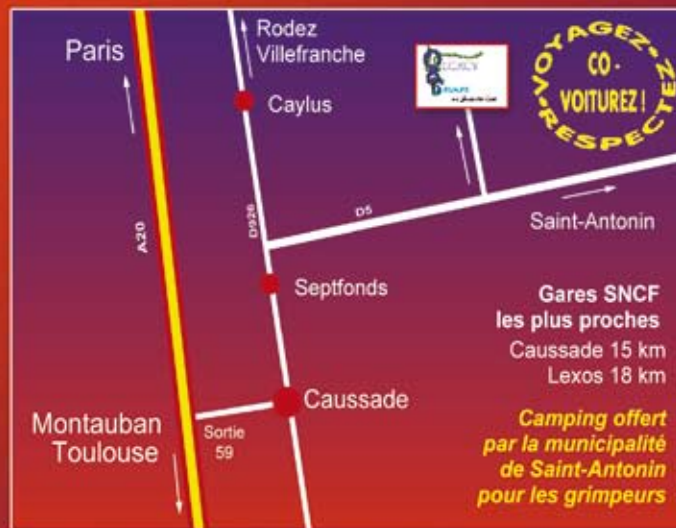 Paris
Rodez
Villefranche
Caylus
VOYAGEZ • RESPECTEZ •
CO -
VOITUREZ !
A20
D926
D5
Saint-Antonin
Septfonds
Gares SNCF
les plus proches
Caussade 15 km
Lexos 18 km
Caussade
Montauban
Toulouse
Sortie
59
Camping offert
par la municipalité
de Saint-Antonin
pour les grimpeurs